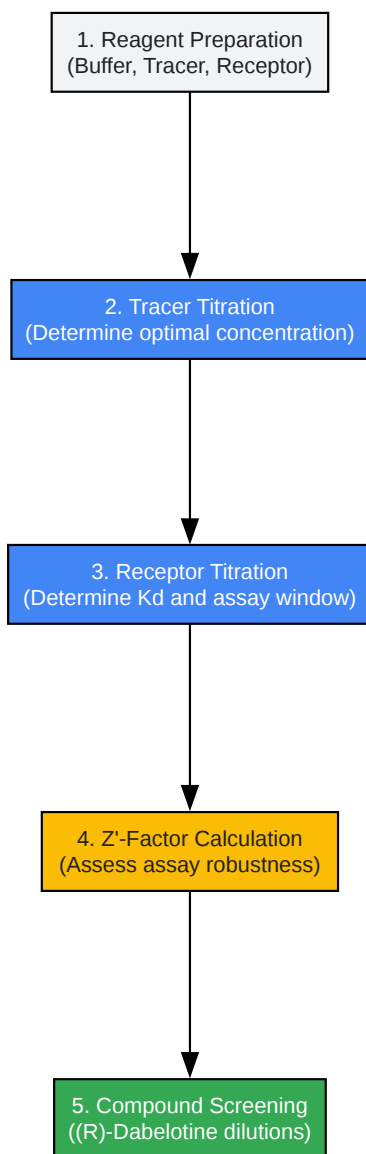 1. Reagent Preparation
(Buffer, Tracer, Receptor)
2. Tracer Titration
(Determine optimal concentration)
3. Receptor Titration
(Determine Kd and assay window)
4. Z'-Factor Calculation
(Assess assay robustness)
5. Compound Screening
((R)-Dabelotine dilutions)